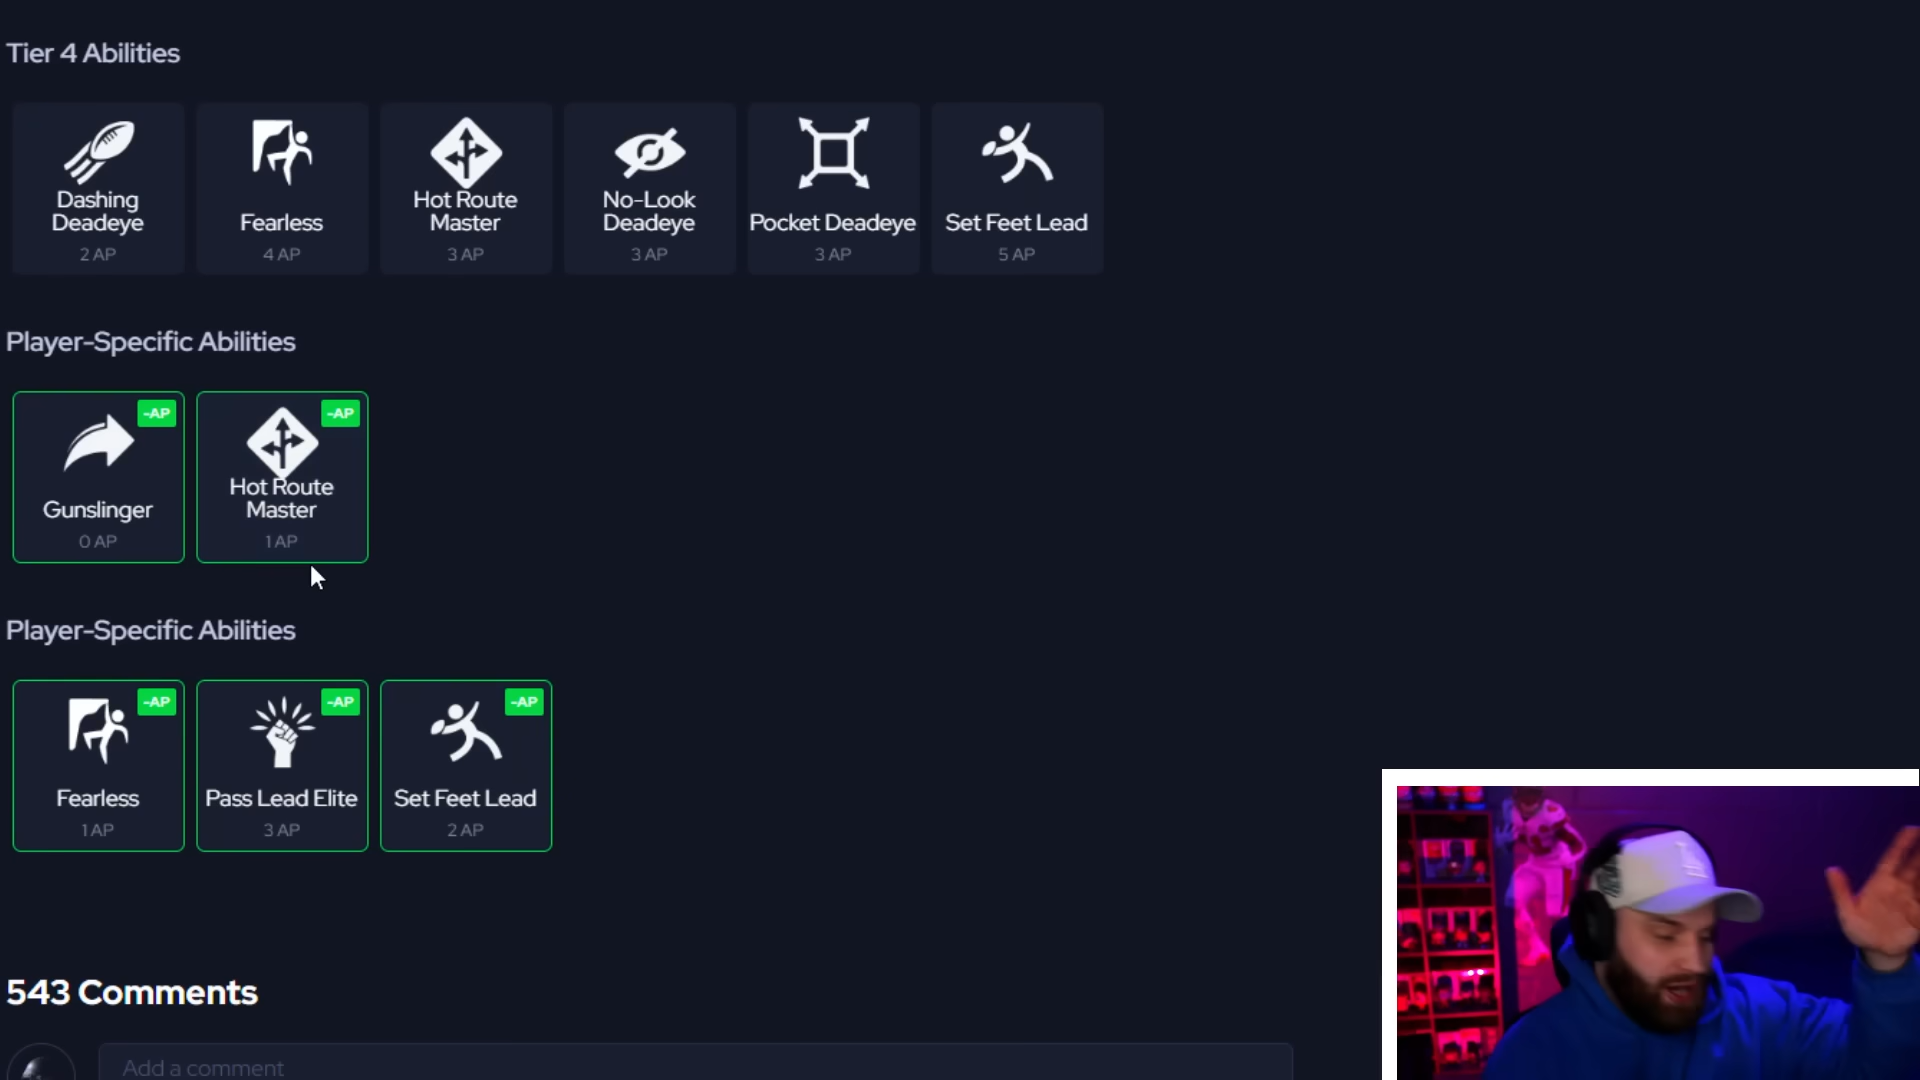 Tier 4 Abilities
Dashing
Deadeye
2 AP
Fearless
4 AP
Hot Route
Master
3 AP
No-Look
Deadeye
3 AP
Pocket Deadeye
3 AP
Set Feet Lead
5 AP
Player-Specific Abilities
-AP
Gunslinger
0 AP
-AP
Hot Route
Master
1 AP
Player-Specific Abilities
-AP
Fearless
1 AP
-AP
Pass Lead Elite
3 AP
-AP
Set Feet Lead
2 AP
543 Comments
Add a comment